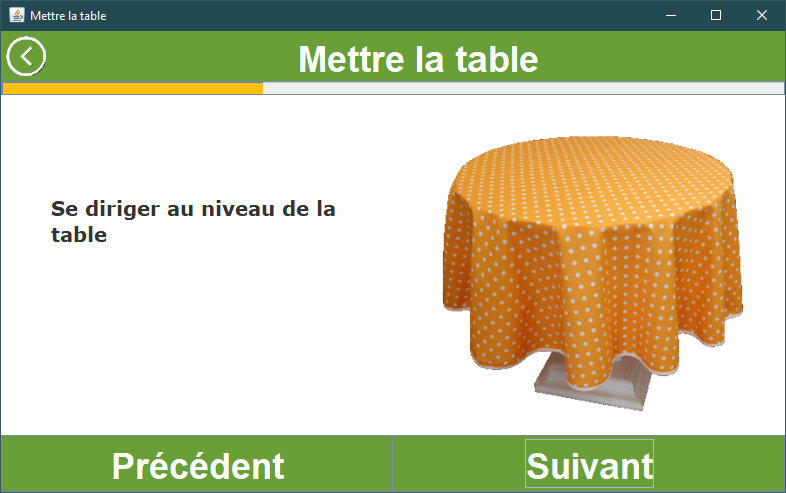 Mettre la table
Mettre la table
Se diriger au niveau de la
table
Précédent
Suivant